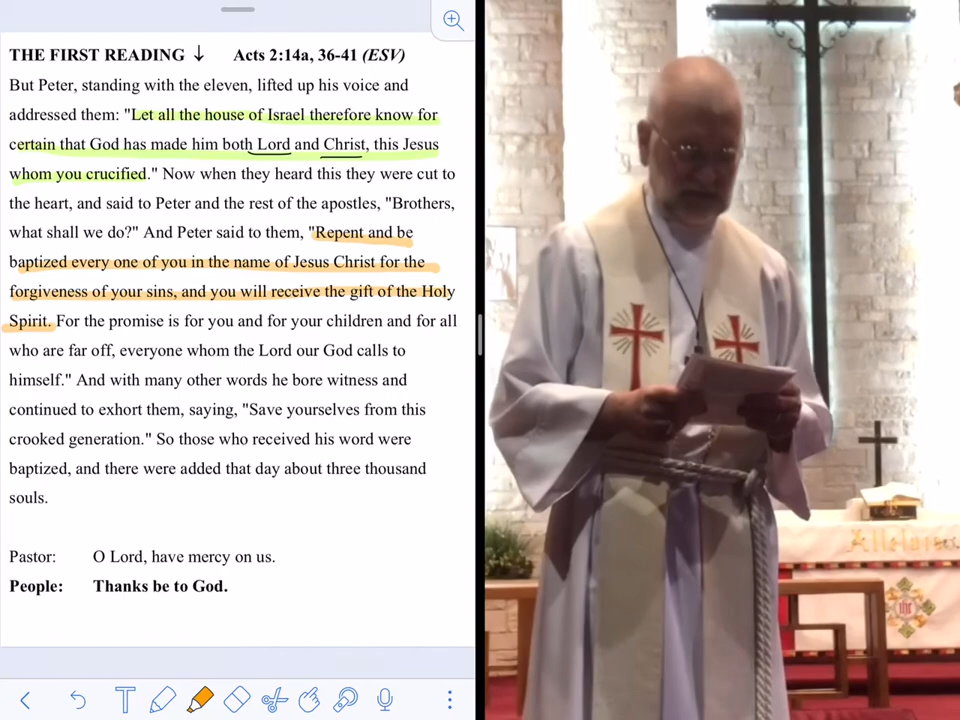 THE FIRST READING ↓ Acts 2:14a, 36-41 (ESV)
But Peter, standing with the eleven, lifted up his voice and
addressed them: "Let all the house of Israel therefore know for
certain that God has made him both Lord and Christ, this Jesus
whom you crucified." Now when they heard this they were cut to
the heart, and said to Peter and the rest of the apostles, "Brothers,
what shall we do?" And Peter said to them, "Repent and be
baptized every one of you in the name of Jesus Christ for the
forgiveness of your sins, and you will receive the gift of the Holy
Spirit. For the promise is for you and for your children and for all
who are far off, everyone whom the Lord our God calls to
himself." And with many other words he bore witness and
continued to exhort them, saying, "Save yourselves from this
crooked generation." So those who received his word were
baptized, and there were added that day about three thousand
souls.
Pastor: O Lord, have mercy on us.
People: Thanks be to God.
T
Alleluia
ihs